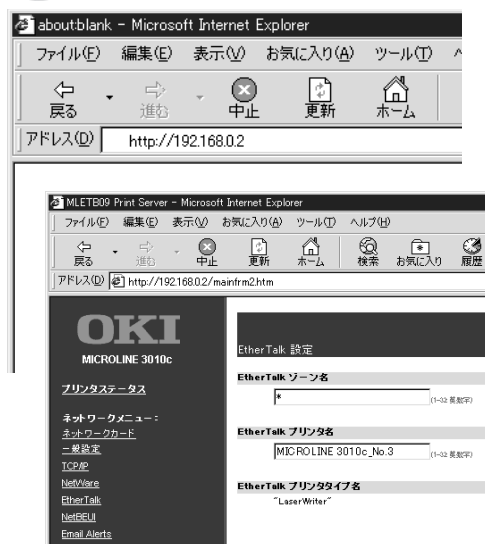 about:blank - Microsoft Internet Explorer
ファイル(F) 編集(E) 表示(V) お気に入り(A) ツール(T)
戻る 進む 中止 更新 ホーム
アドレス(D) http://192.168.0.2
MLETB09 Print Server - Microsoft Internet Explorer
ファイル(F) 編集(E) 表示(V) お気に入り(A) ツール(T) ヘルプ(H)
戻る 進む 中止 更新 ホーム 検索 お気に入り 履歴
アドレス(D) http://192.168.0.2/mainfrm2.htm
OKI
MICROLINE 3010c
プリンタステータス
ネットワークメニュー:
ネットワークカード
一般設定
TCP/IP
NetWare
EtherTalk
NetBEUI
Email Alerts
EtherTalk 設定
EtherTalk ゾーン名
* (1-32 英数字)
EtherTalk プリンタ名
MICROLINE 3010c_No.3 (1-32 英数字)
EtherTalk プリンタタイプ名
"LaserWriter"